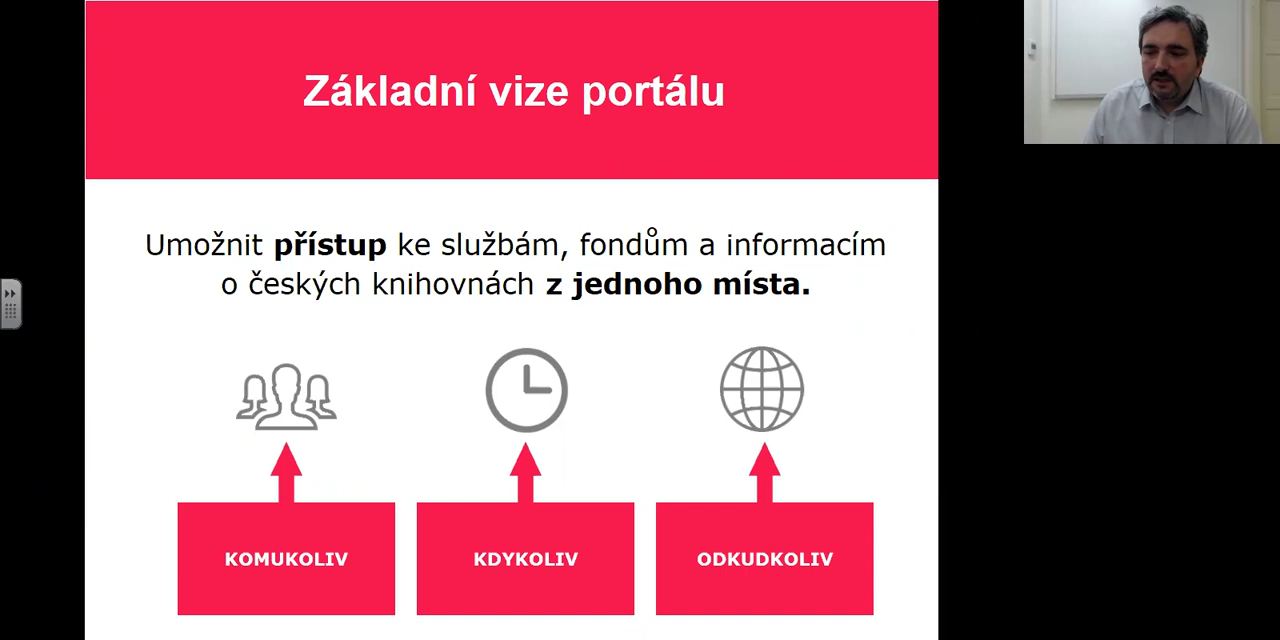 Základní vize portálu
Umožnit přístup ke službám, fondům a informacím
o českých knihovnách z jednoho místa.
KOMUKOLIV
KDYKOLIV
ODKUDKOLIV